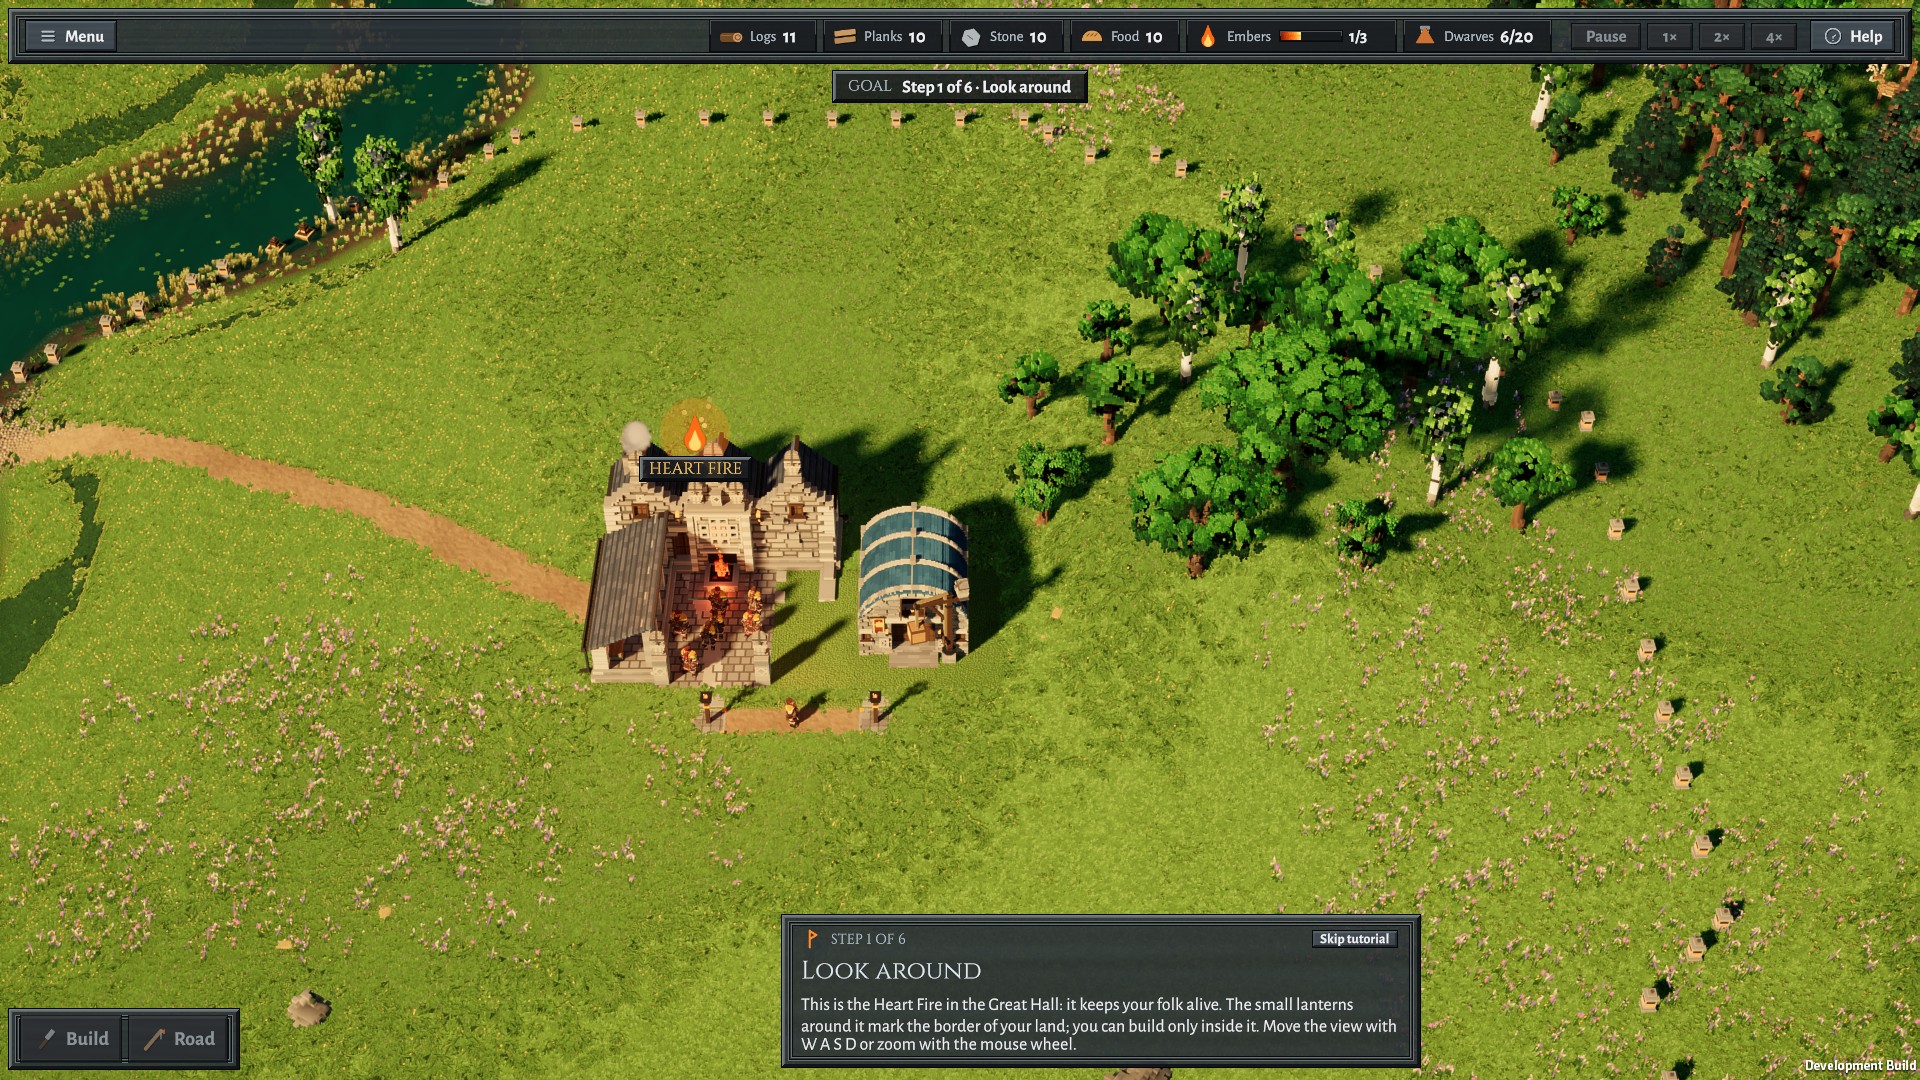 Menu
Logs 11
Planks 10
Stone 10
Food 10
Embers 1/3
Dwarves 6/20
Pause
1×
2×
4×
Help
GOAL Step 1 of 6 · Look around
HEART FIRE
STEP 1 OF 6
Skip tutorial
LOOK AROUND
This is the Heart Fire in the Great Hall: it keeps your folk alive. The small lanterns
around it mark the border of your land; you can build only inside it. Move the view with
W A S D or zoom with the mouse wheel.
Build
Road
Development Build